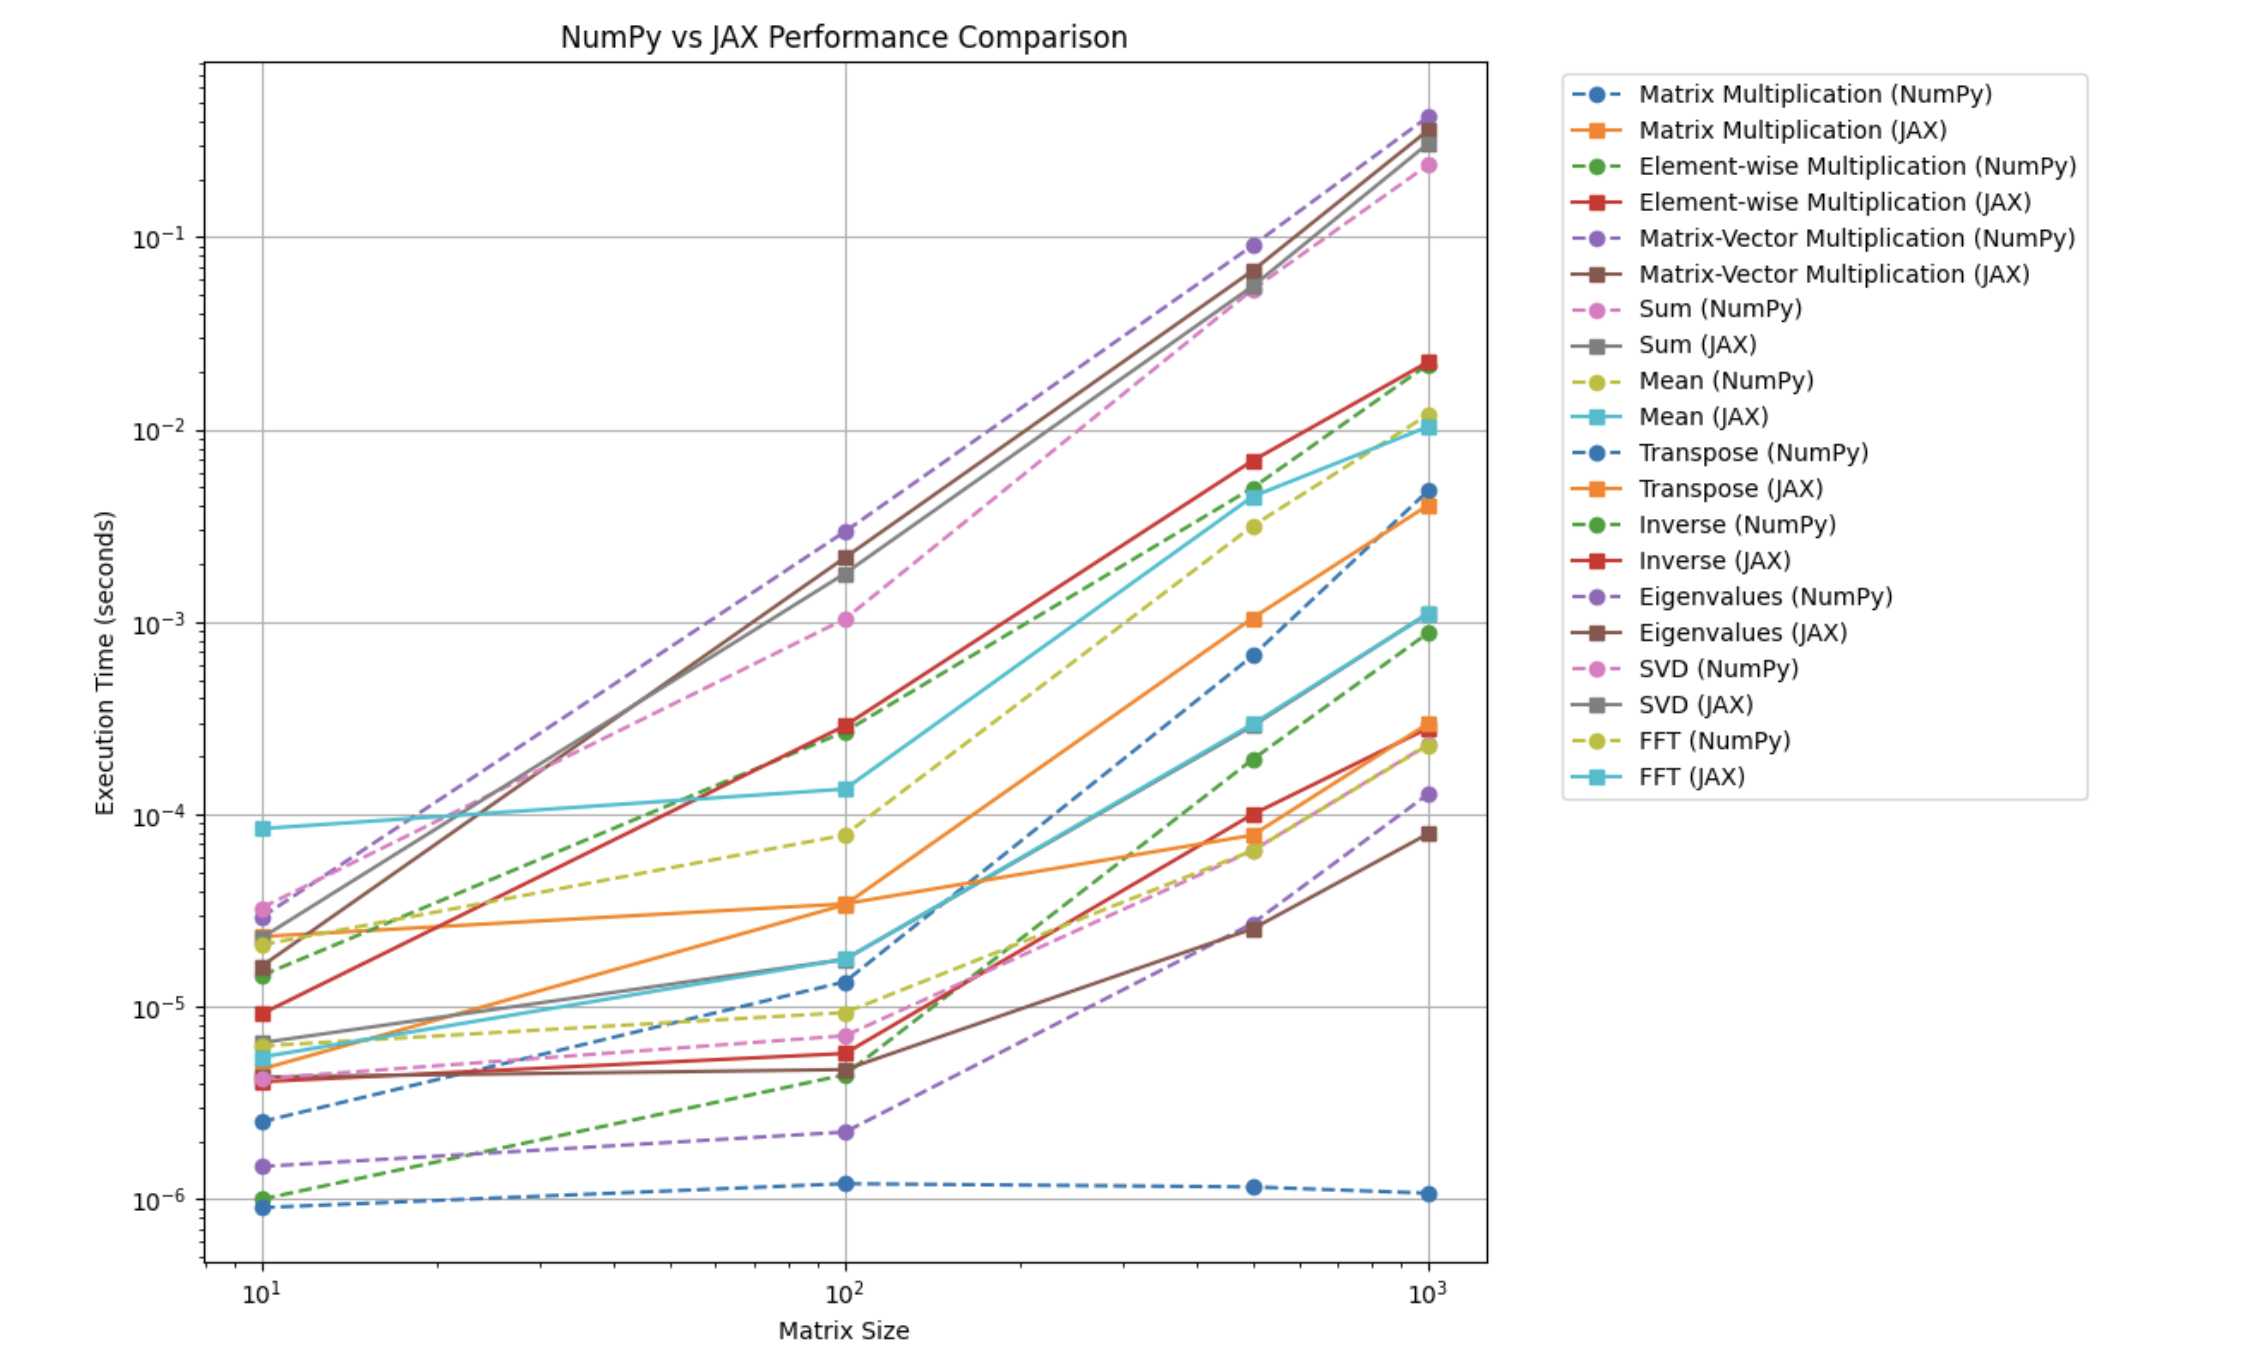 NumPy vs JAX Performance Comparison
Execution Time (seconds)
10⁻¹
10⁻²
10⁻³
10⁻⁴
10⁻⁵
10⁻⁶
10¹
10²
10³
Matrix Size
Matrix Multiplication (NumPy)
Matrix Multiplication (JAX)
Element-wise Multiplication (NumPy)
Element-wise Multiplication (JAX)
Matrix-Vector Multiplication (NumPy)
Matrix-Vector Multiplication (JAX)
Sum (NumPy)
Sum (JAX)
Mean (NumPy)
Mean (JAX)
Transpose (NumPy)
Transpose (JAX)
Inverse (NumPy)
Inverse (JAX)
Eigenvalues (NumPy)
Eigenvalues (JAX)
SVD (NumPy)
SVD (JAX)
FFT (NumPy)
FFT (JAX)